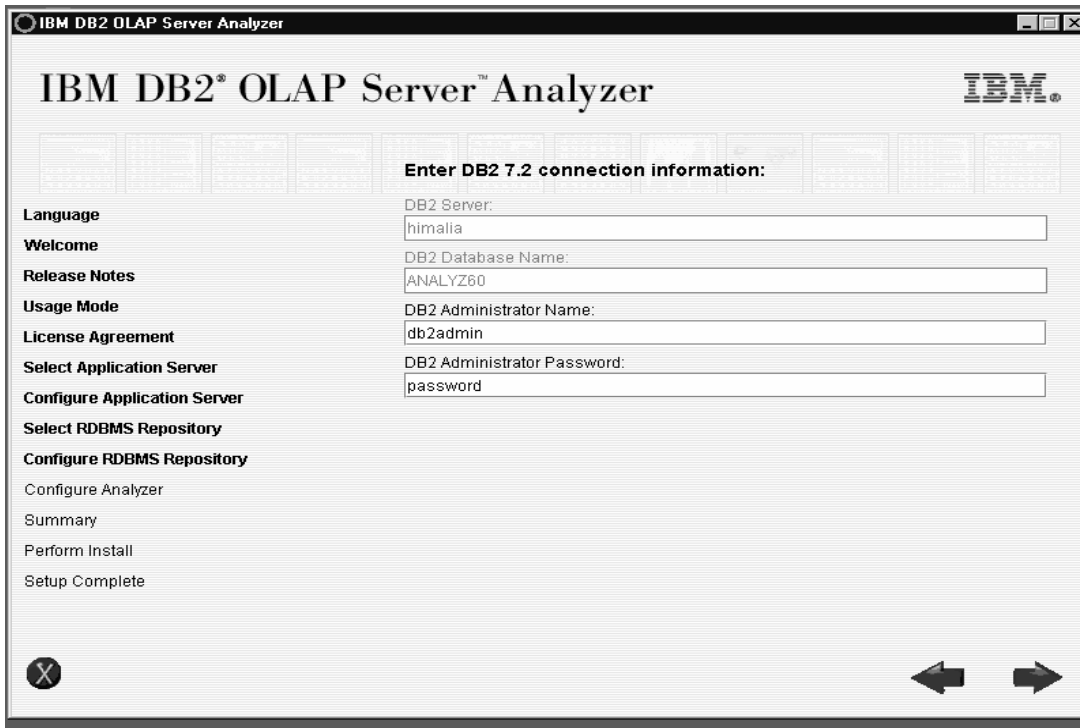 IBM DB2 OLAP Server Analyzer
IBM DB2® OLAP Server™ Analyzer
IBM®
Enter DB2 7.2 connection information:
Language
Welcome
Release Notes
Usage Mode
License Agreement
Select Application Server
Configure Application Server
Select RDBMS Repository
Configure RDBMS Repository
Configure Analyzer
Summary
Perform Install
Setup Complete
DB2 Server:
himalia
DB2 Database Name:
ANALYZ60
DB2 Administrator Name:
db2admin
DB2 Administrator Password:
password
X